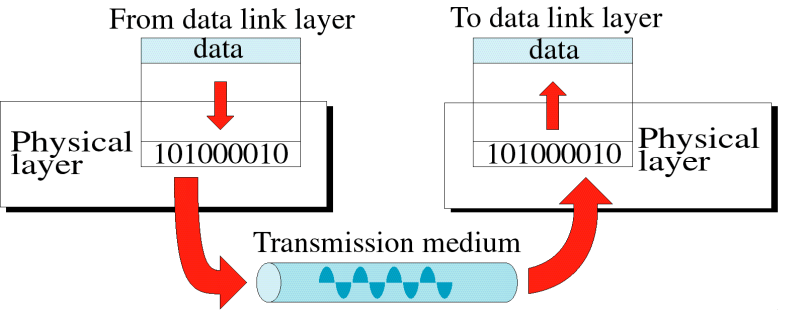 From data link layer
data
Physical
layer
101000010
To data link layer
data
101000010
Physical
layer
Transmission medium